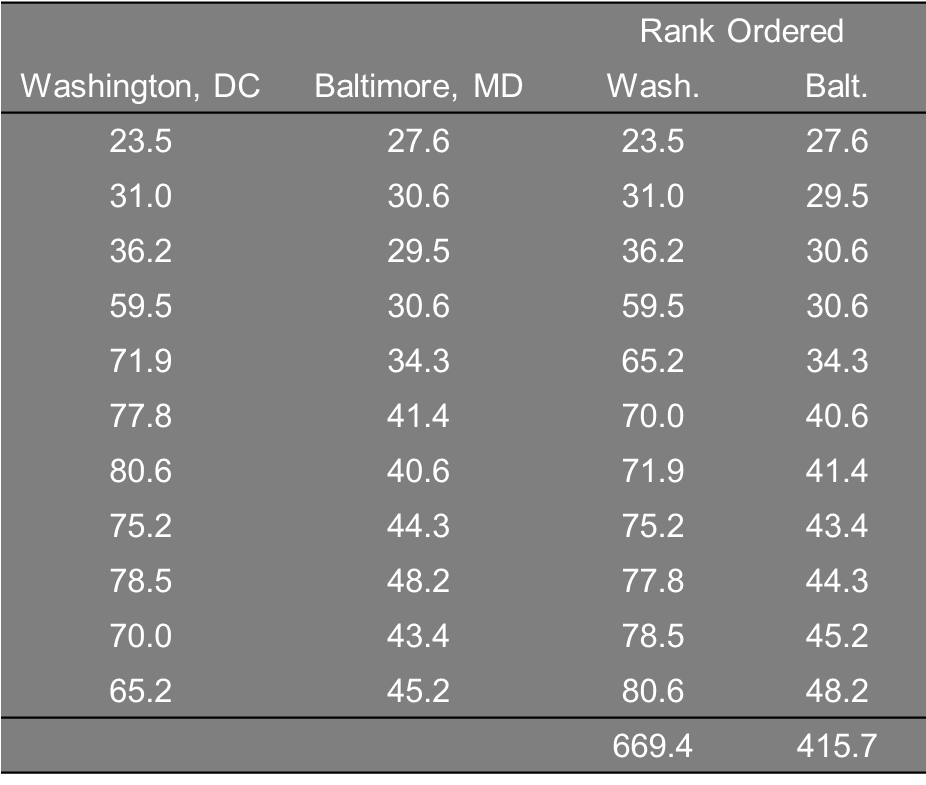 Rank Ordered
Washington, DC Baltimore, MD Wash. Balt.
23.5 27.6 23.5 27.6
31.0 30.6 31.0 29.5
36.2 29.5 36.2 30.6
59.5 30.6 59.5 30.6
71.9 34.3 65.2 34.3
77.8 41.4 70.0 40.6
80.6 40.6 71.9 41.4
75.2 44.3 75.2 43.4
78.5 48.2 77.8 44.3
70.0 43.4 78.5 45.2
65.2 45.2 80.6 48.2
669.4 415.7